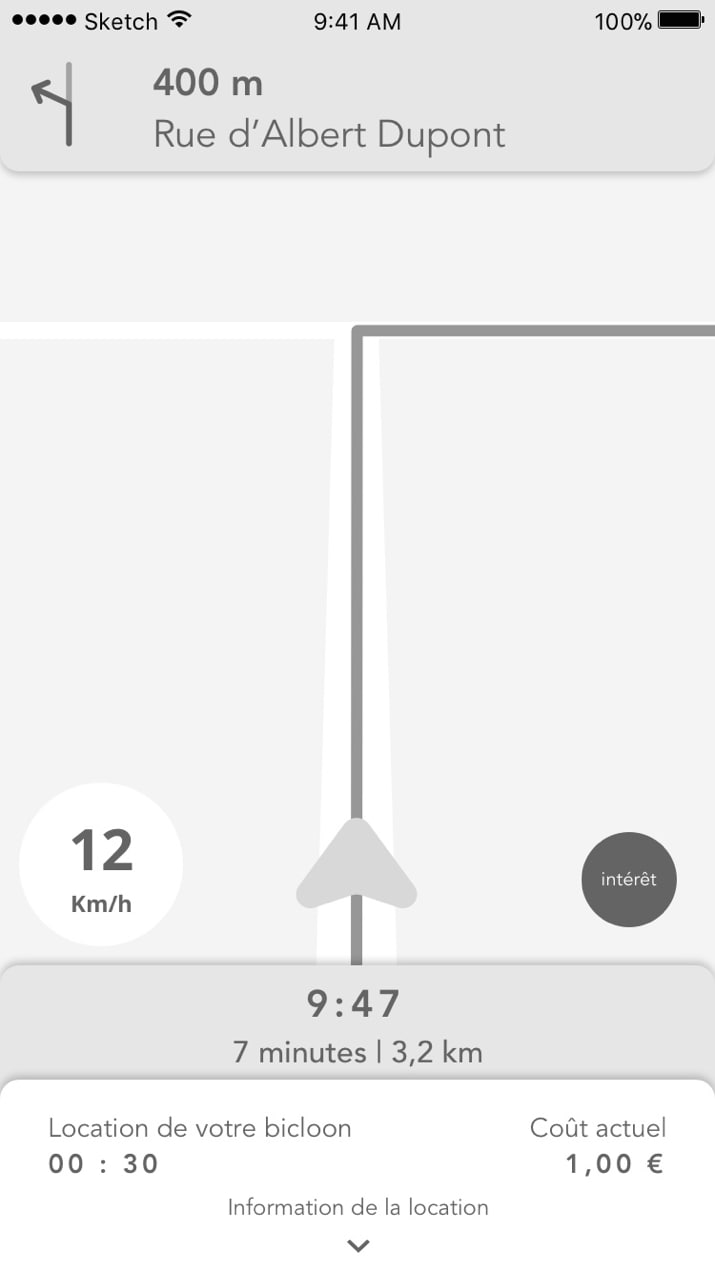 ●●●●● Sketch 9:41 AM 100%
400 m
Rue d’Albert Dupont
12
Km/h
intérêt
9:47
7 minutes | 3,2 km
Location de votre bicloon Coût actuel
00 : 30 1,00 €
Information de la location